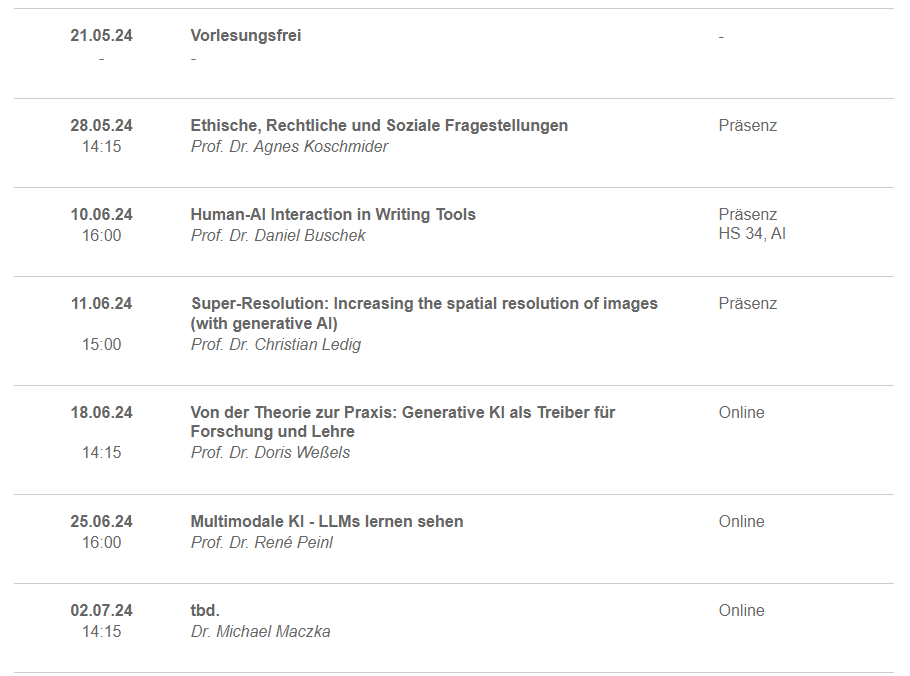 21.05.24 Vorlesungsfrei -
- -
28.05.24 Ethische, Rechtliche und Soziale Fragestellungen Präsenz
14:15 Prof. Dr. Agnes Koschmider
10.06.24 Human-AI Interaction in Writing Tools Präsenz
16:00 Prof. Dr. Daniel Buschek HS 34, AI
11.06.24 Super-Resolution: Increasing the spatial resolution of images Präsenz
(with generative AI)
15:00 Prof. Dr. Christian Ledig
18.06.24 Von der Theorie zur Praxis: Generative KI als Treiber für Online
Forschung und Lehre
14:15 Prof. Dr. Doris Weßels
25.06.24 Multimodale KI - LLMs lernen sehen Online
16:00 Prof. Dr. René Peinl
02.07.24 tbd. Online
14:15 Dr. Michael Maczka